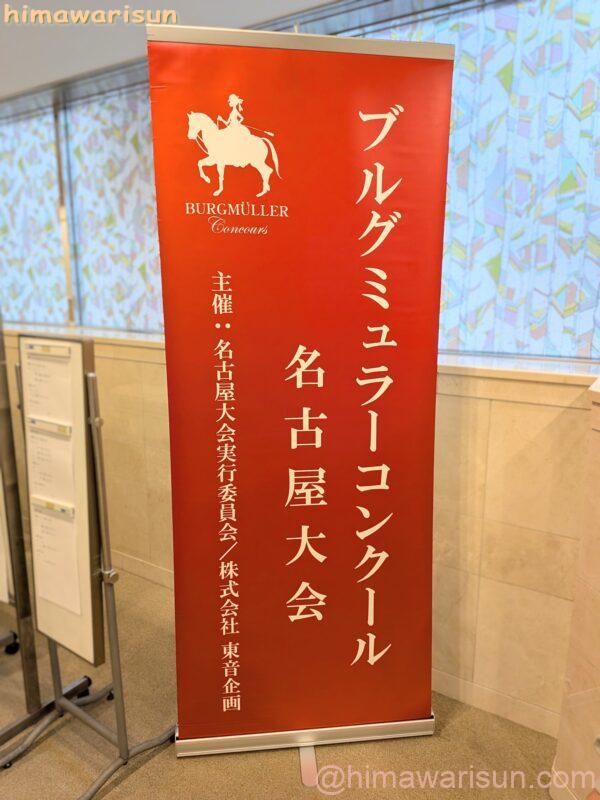 himawarisun
BURGMÜLLER
Concours
ブルグミュラーコンクール
名古屋大会
主催：名古屋大会実行委員会／株式会社 東音企画
@himawarisun.com